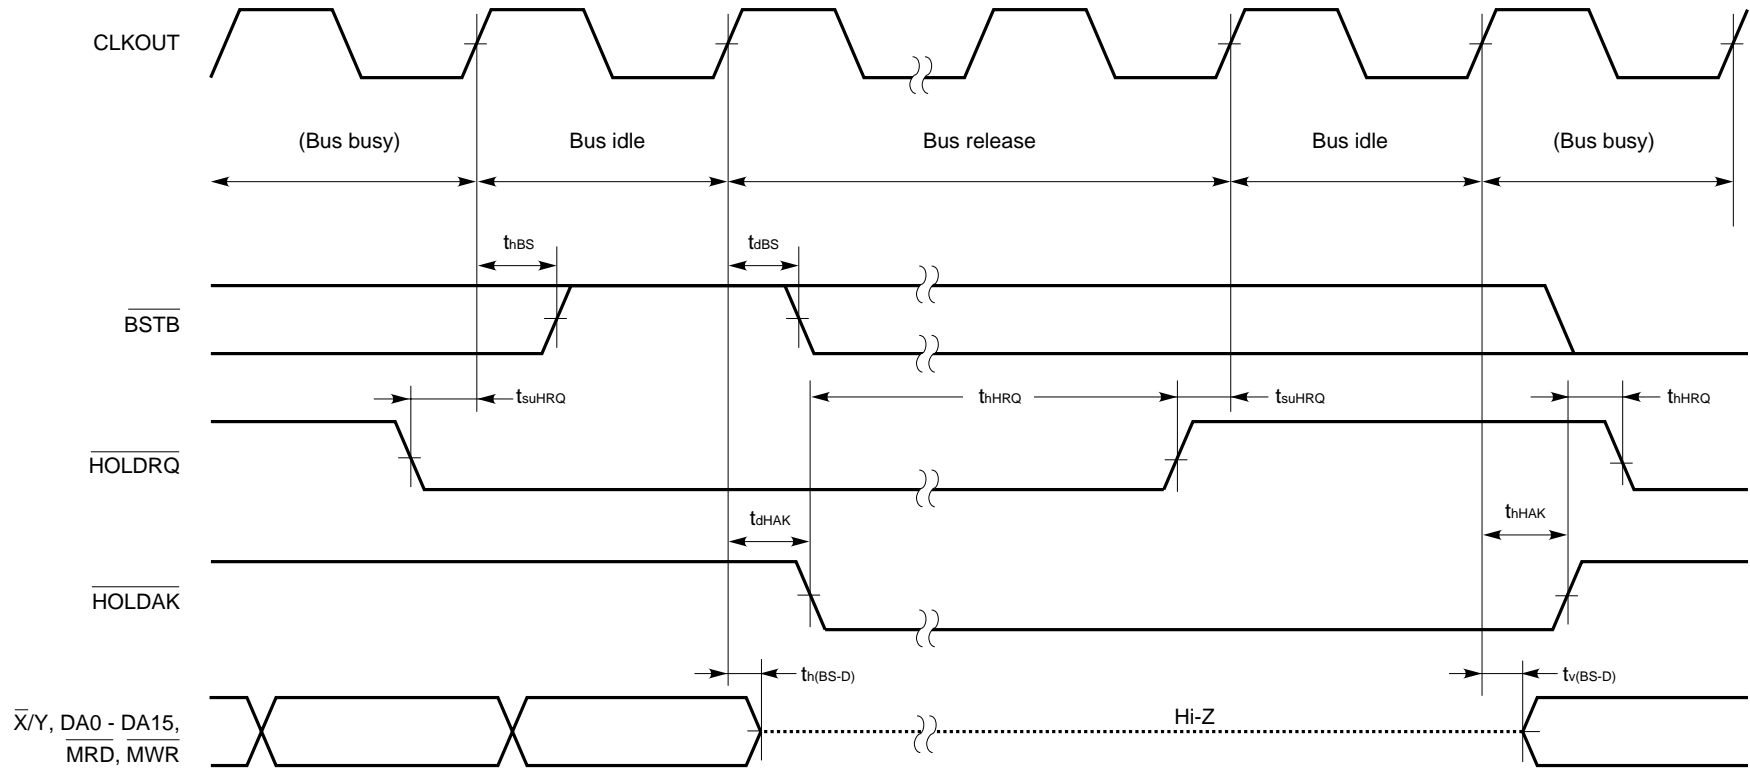 CLKOUT
(Bus busy) Bus idle Bus release Bus idle (Bus busy)
thBS tdBS
BSTB
tsuHRQ thHRQ tsuHRQ thHRQ
HOLDRQ
tdHAK thHAK
HOLDAK
th(BS-D) tv(BS-D)
X̅/Y, DA0 - DA15,
MRD, MWR
Hi-Z